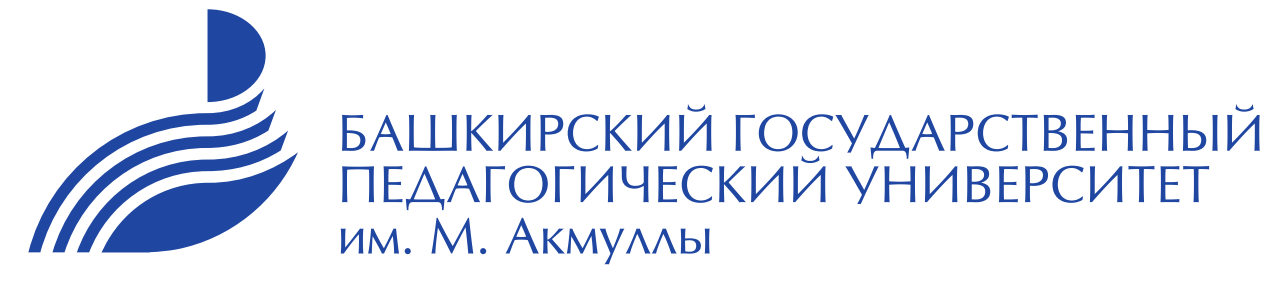 БАШКИРСКИЙ ГОСУДАРСТВЕННЫЙ
ПЕДАГОГИЧЕСКИЙ УНИВЕРСИТЕТ
им. М. Акмуллы